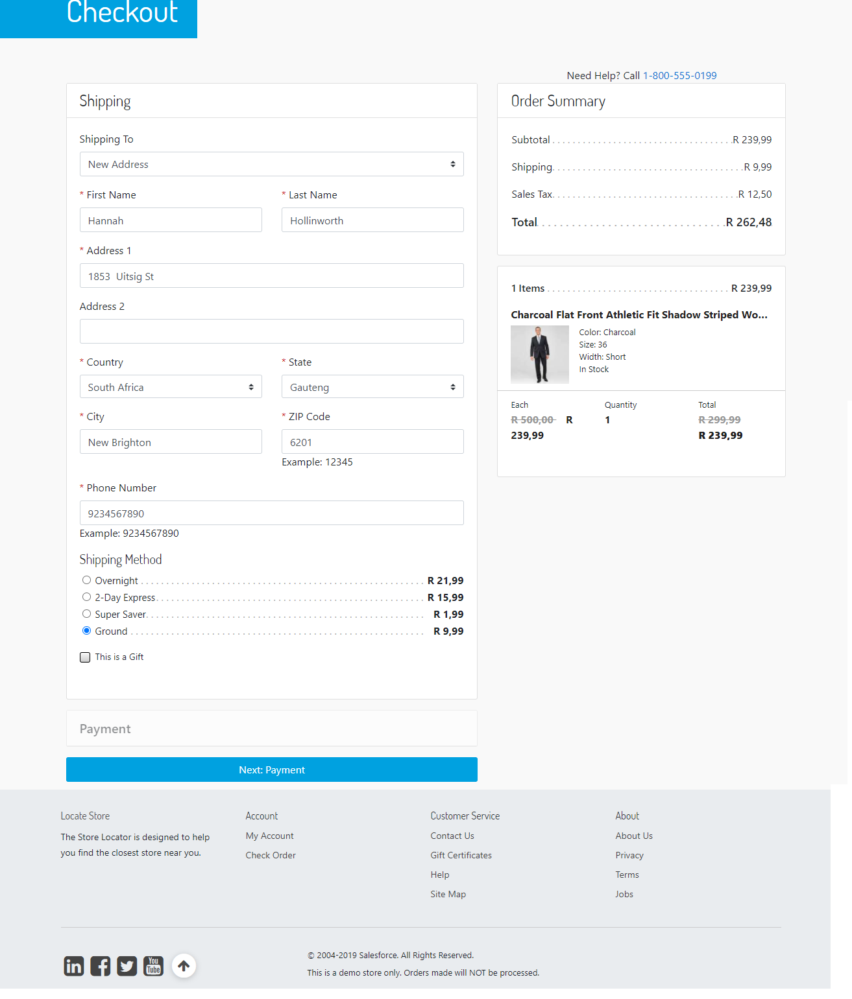 Checkout
Need Help? Call 1-800-555-0199
Shipping
Shipping To
New Address
* First Name
* Last Name
Hannah
Hollinworth
* Address 1
1853  Uitsig St
Address 2
* Country
* State
South Africa
Gauteng
* City
* ZIP Code
New Brighton
6201
Example: 12345
* Phone Number
9234567890
Example: 9234567890
Shipping Method
Overnight R 21,99
2-Day Express R 15,99
Super Saver R 1,99
Ground R 9,99
This is a Gift
Payment
Next: Payment
Order Summary
Subtotal R 239,99
Shipping R 9,99
Sales Tax R 12,50
Total R 262,48
1 Items R 239,99
Charcoal Flat Front Athletic Fit Shadow Striped Wo...
Color: Charcoal
Size: 36
Width: Short
In Stock
Each
Quantity
Total
R 500,00 R
239,99
1
R 299,99
R 239,99
Locate Store
The Store Locator is designed to help
you find the closest store near you.
Account
My Account
Check Order
Customer Service
Contact Us
Gift Certificates
Help
Site Map
About
About Us
Privacy
Terms
Jobs
in
You
Tube
© 2004-2019 Salesforce. All Rights Reserved.
This is a demo store only. Orders made will NOT be processed.